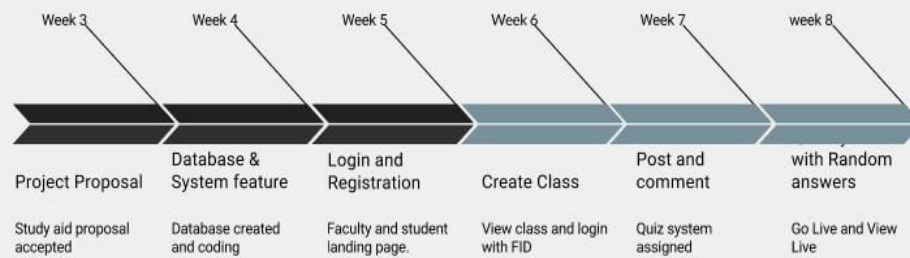 Week 3
Week 4
Week 5
Week 6
Week 7
week 8
Project Proposal
Study aid proposal
accepted
Database &
System feature
Database created
and coding
Login and
Registration
Faculty and student
landing page.
Create Class
View class and login
with FID
Post and
comment
Quiz system
assigned
with Random
answers
Go Live and View
Live